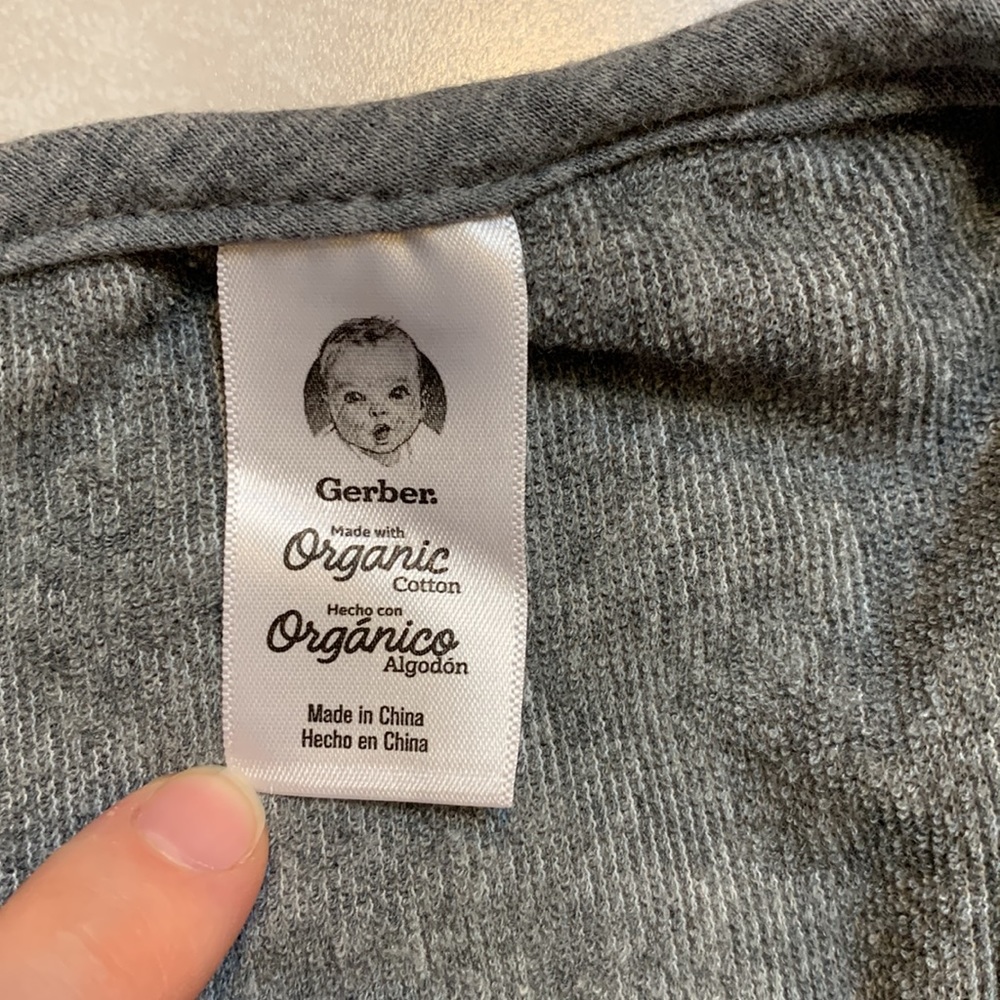 Gerber.
Made with
Organic
Cotton
Hecho con
Orgánico
Algodón
Made in China
Hecho en China